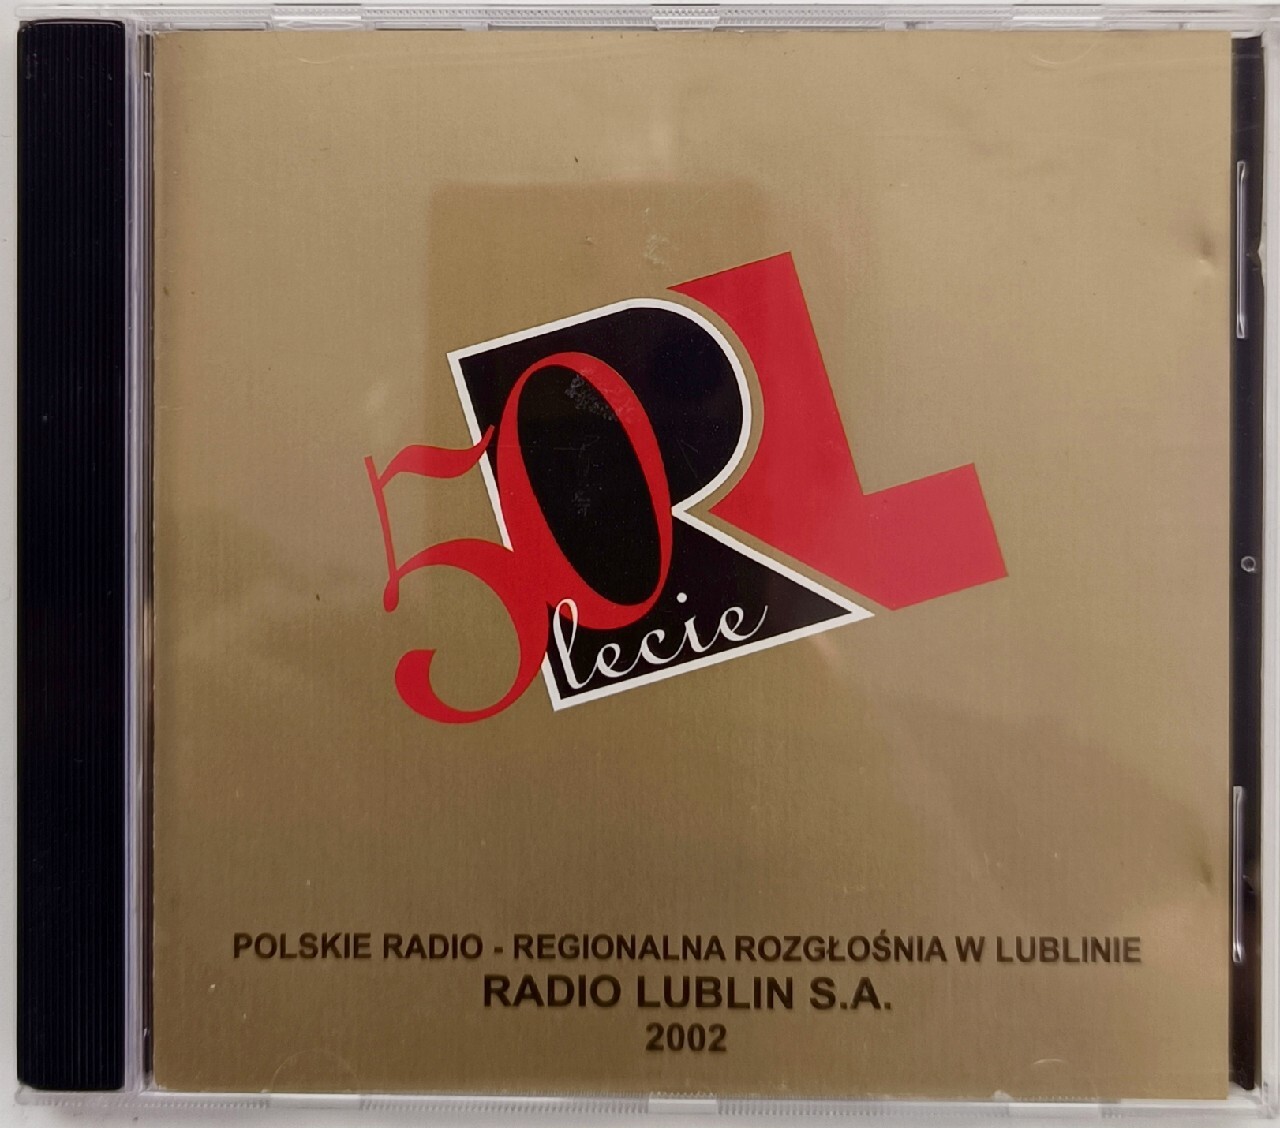 RL
50
lecie
POLSKIE RADIO - REGIONALNA ROZGŁOŚNIA W LUBLINIE
RADIO LUBLIN S.A.
2002